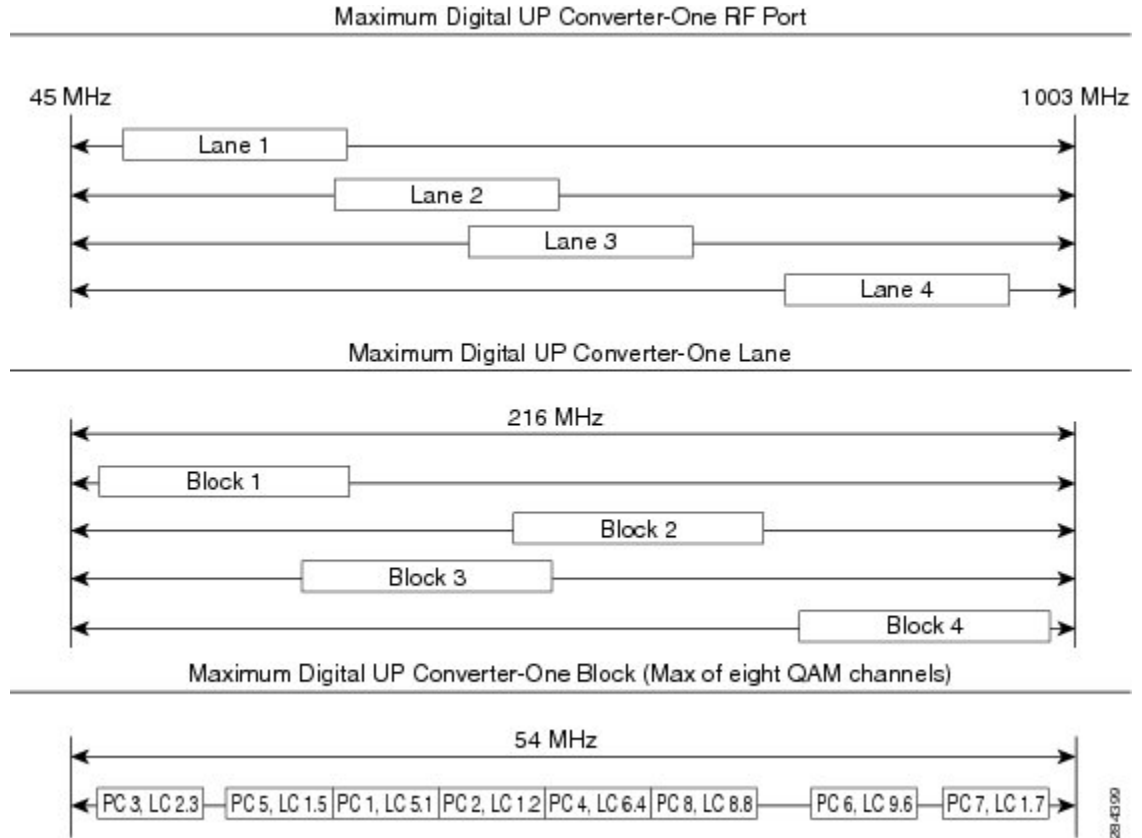 Maximum Digital UP Converter-One RF Port
45 MHz
1003 MHz
Lane 1
Lane 2
Lane 3
Lane 4
Maximum Digital UP Converter-One Lane
216 MHz
Block 1
Block 2
Block 3
Block 4
Maximum Digital UP Converter-One Block (Max of eight QAM channels)
54 MHz
PC 3, LC 2.3
PC 5, LC 1.5
PC 1, LC 5.1
PC 2, LC 1.2
PC 4, LC 6.4
PC 8, LC 8.8
PC 6, LC 9.6
PC 7, LC 1.7
284399